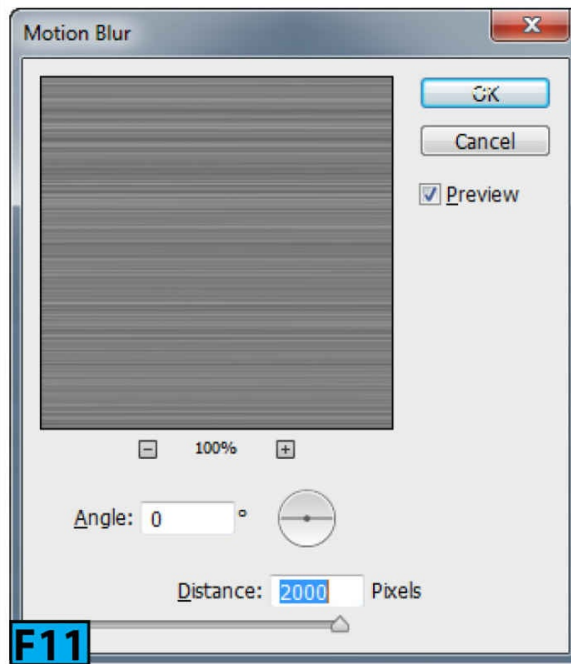 Motion Blur
OK
Cancel
Preview
100%
Angle: 0 °
Distance: 2000 Pixels
F11